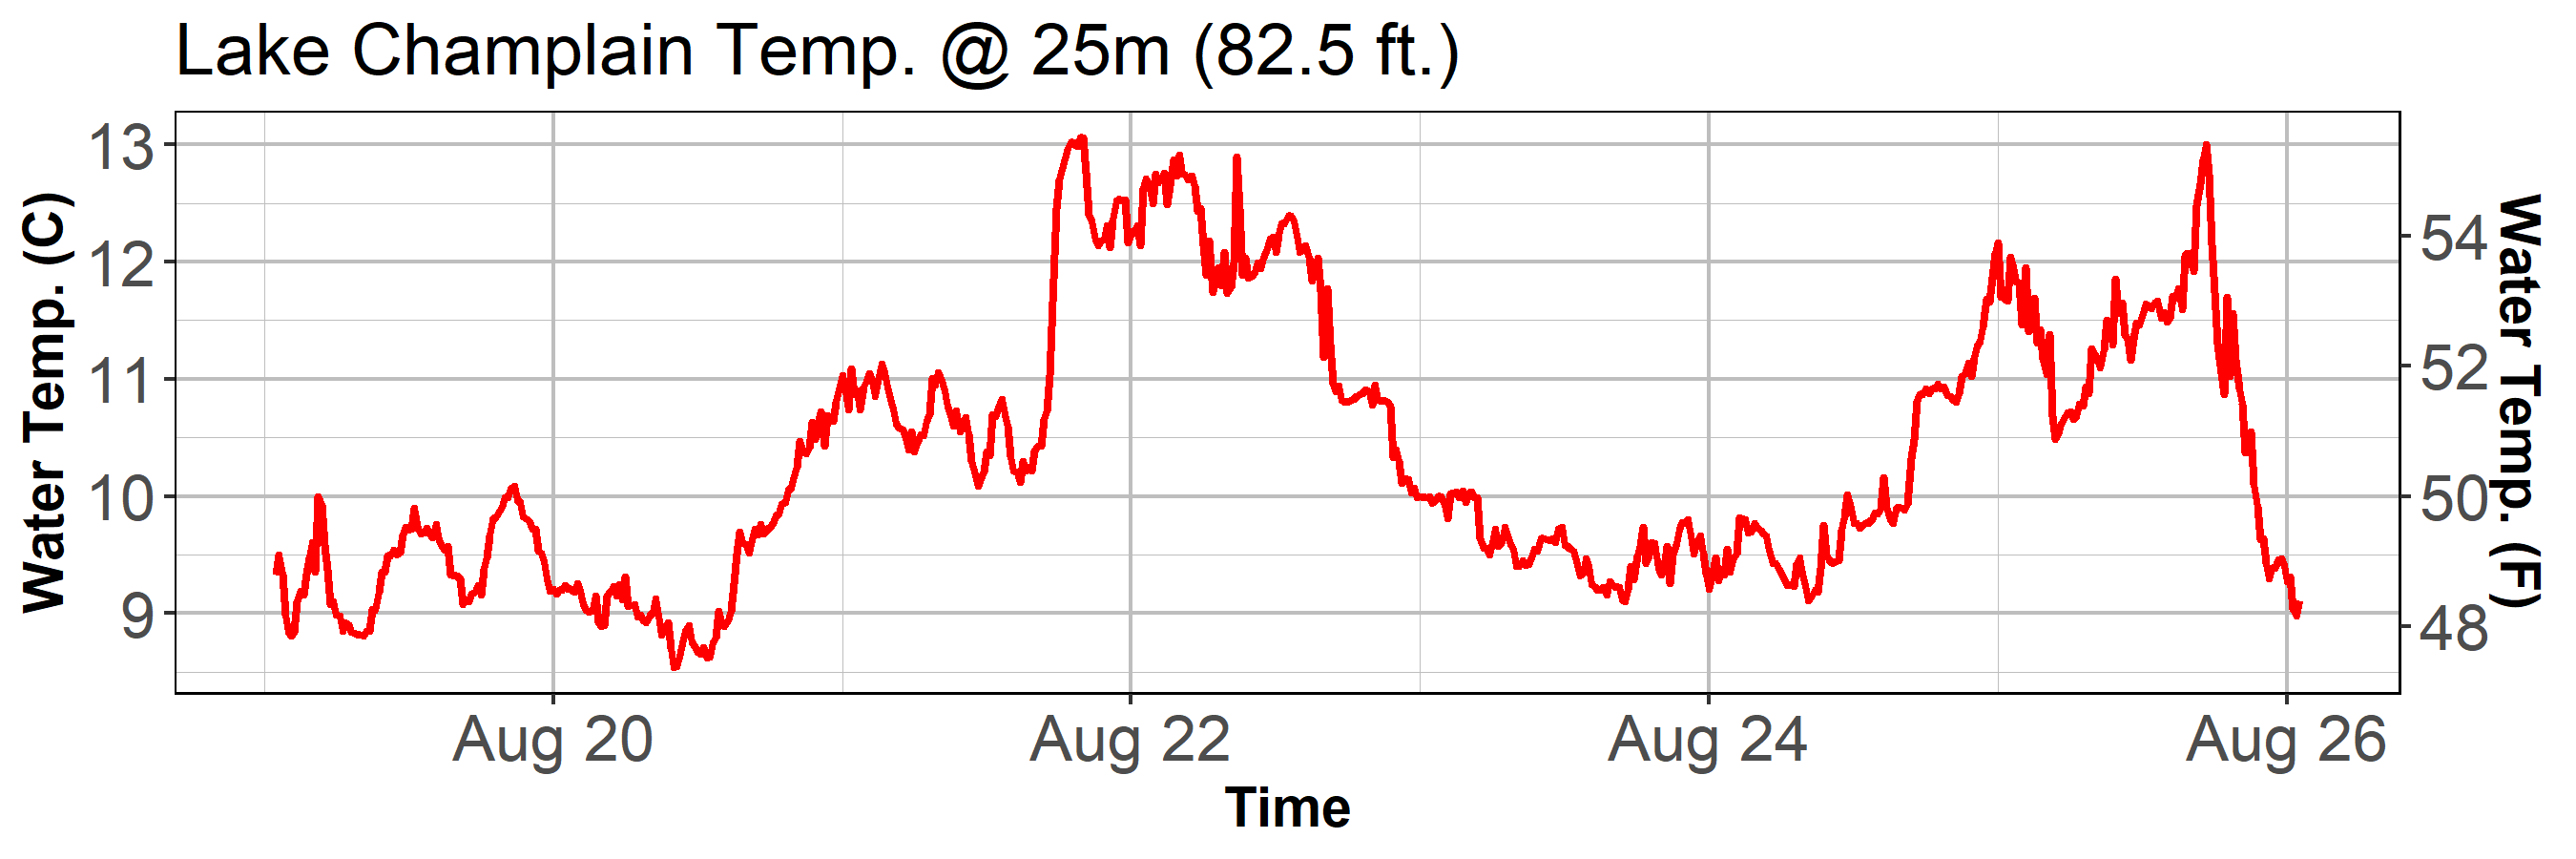 Lake Champlain Temp. @ 25m (82.5 ft.)
Water Temp. (C)
13
12
11
10
9
54
52
50
48
Water Temp. (F)
Aug 20
Aug 22
Aug 24
Aug 26
Time